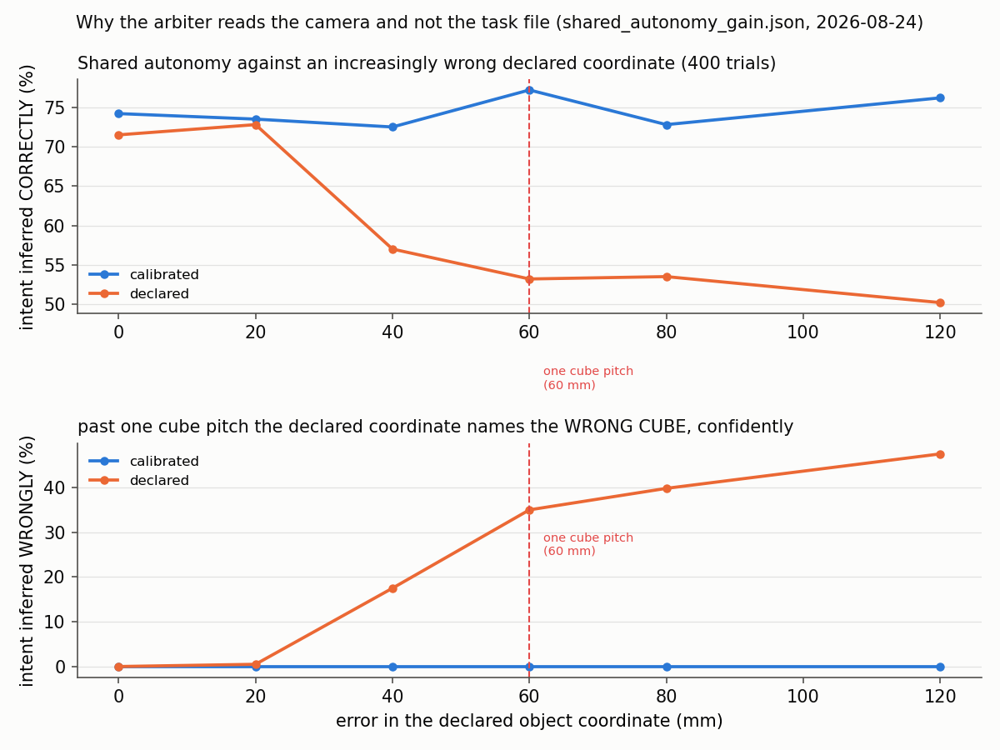 Why the arbiter reads the camera and not the task file (shared_autonomy_gain.json, 2026-08-24)
Shared autonomy against an increasingly wrong declared coordinate (400 trials)
intent inferred CORRECTLY (%)
75
70
65
60
55
50
calibrated
declared
0 20 40 60 80 100 120
one cube pitch
(60 mm)
past one cube pitch the declared coordinate names the WRONG CUBE, confidently
intent inferred WRONGLY (%)
calibrated
declared
40
30
20
10
0
one cube pitch
(60 mm)
0 20 40 60 80 100 120
error in the declared object coordinate (mm)